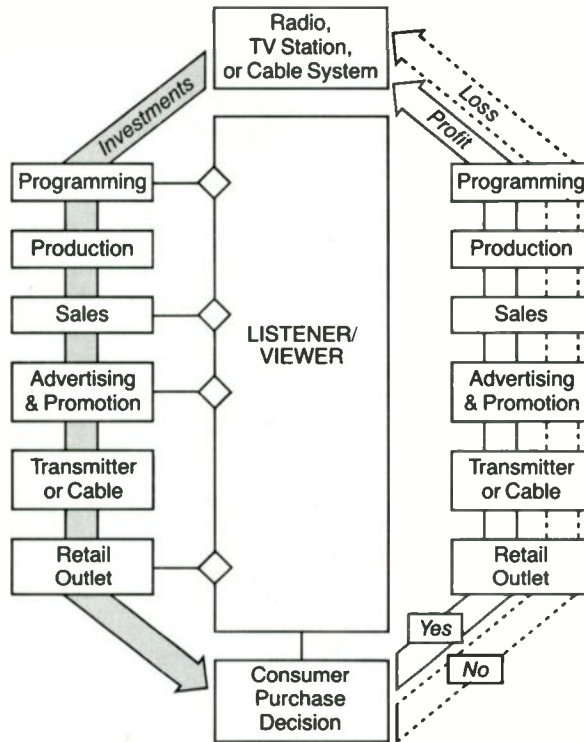 Radio,
TV Station,
or Cable System
Investments
Loss
Profit
Programming
Production
Sales
Advertising
& Promotion
Transmitter
or Cable
Retail
Outlet
LISTENER/
VIEWER
Programming
Production
Sales
Advertising
& Promotion
Transmitter
or Cable
Retail
Outlet
Yes
No
Consumer
Purchase
Decision